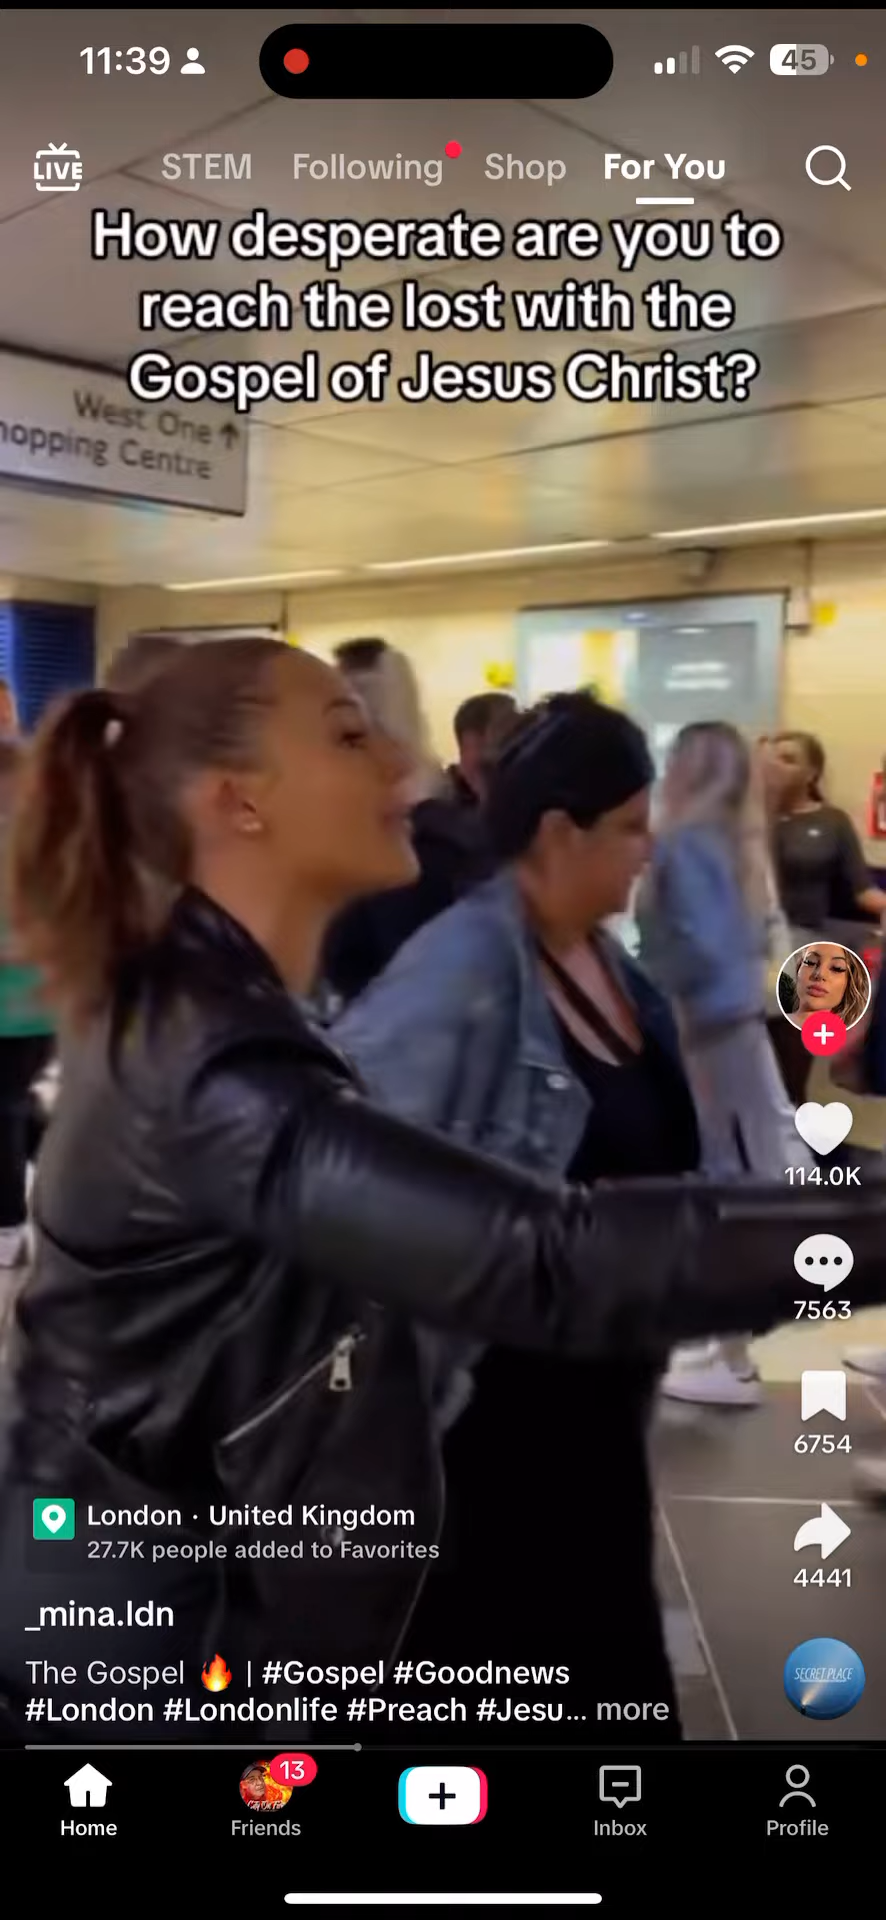 11:39
45
LIVE
STEM Following Shop For You
How desperate are you to
reach the lost with the
Gospel of Jesus Christ?
West One ↑
hopping Centre
114.0K
7563
6754
London · United Kingdom
27.7K people added to Favorites
4441
_mina.ldn
The Gospel 🔥 | #Gospel #Goodnews
#London #Londonlife #Preach #Jesu... more
SECRET PLACE
13
Home Friends Inbox Profile